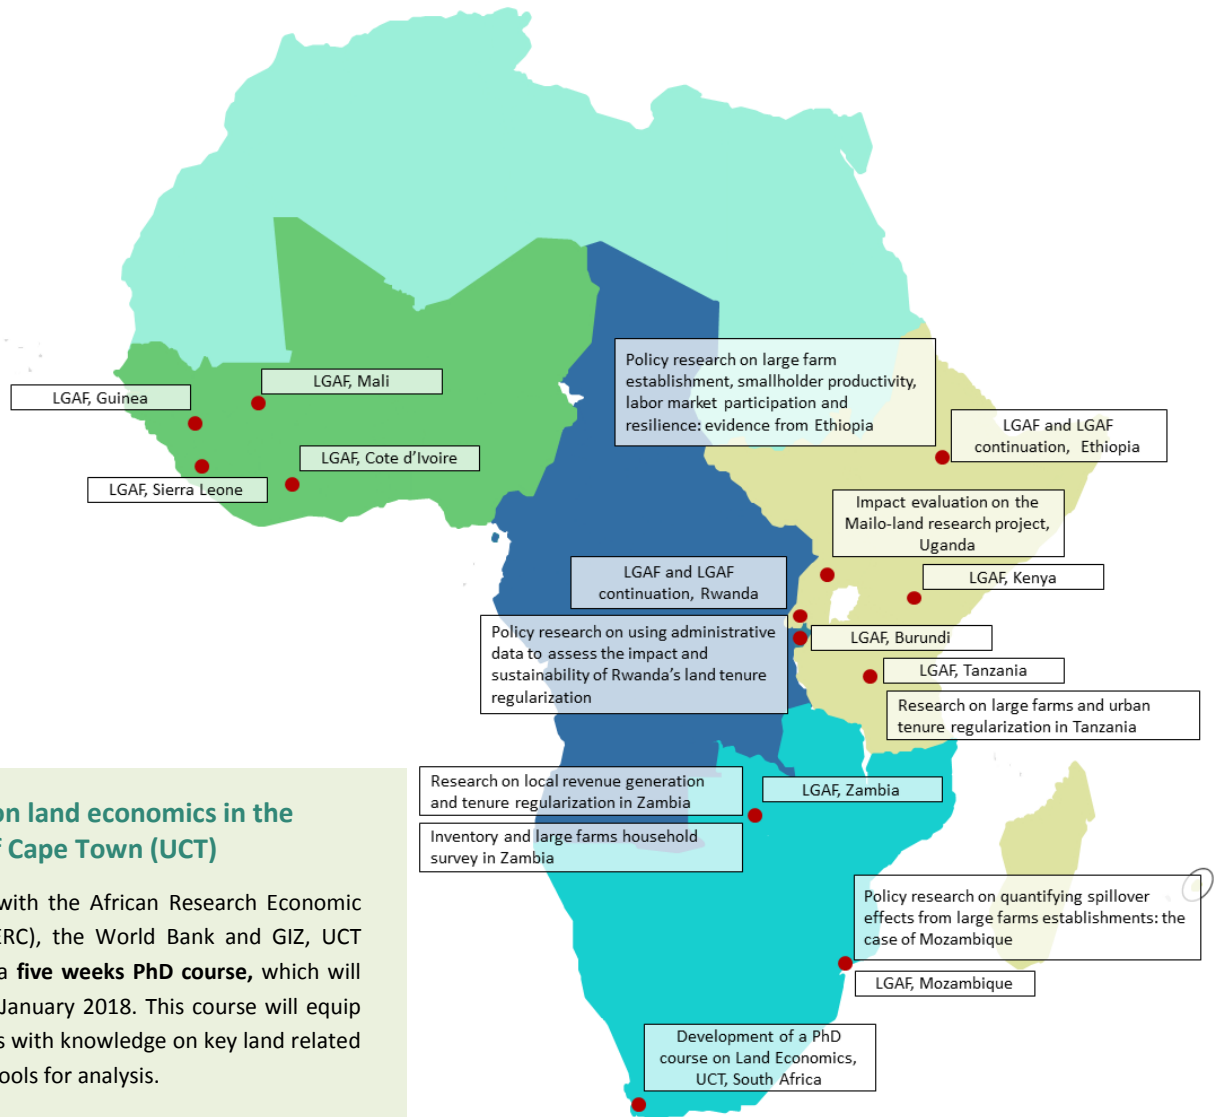 LGAF, Mali
LGAF, Guinea
LGAF, Cote d'Ivoire
LGAF, Sierra Leone
Policy research on large farm
establishment, smallholder productivity,
labor market participation and
resilience: evidence from Ethiopia
LGAF and LGAF
continuation, Ethiopia
Impact evaluation on the
Mailo-land research project,
Uganda
LGAF and LGAF
continuation, Rwanda
LGAF, Kenya
Policy research on using administrative
data to assess the impact and
sustainability of Rwanda's land tenure
regularization
LGAF, Burundi
LGAF, Tanzania
Research on large farms and urban
tenure regularization in Tanzania
Research on local revenue generation
and tenure regularization in Zambia
LGAF, Zambia
Inventory and large farms household
survey in Zambia
Policy research on quantifying spillover
effects from large farms establishments: the
case of Mozambique
LGAF, Mozambique
Development of a PhD
course on Land Economics,
UCT, South Africa
on land economics in the
f Cape Town (UCT)
with the African Research Economic
ERC), the World Bank and GIZ, UCT
a five weeks PhD course, which will
January 2018. This course will equip
s with knowledge on key land related
ools for analysis.